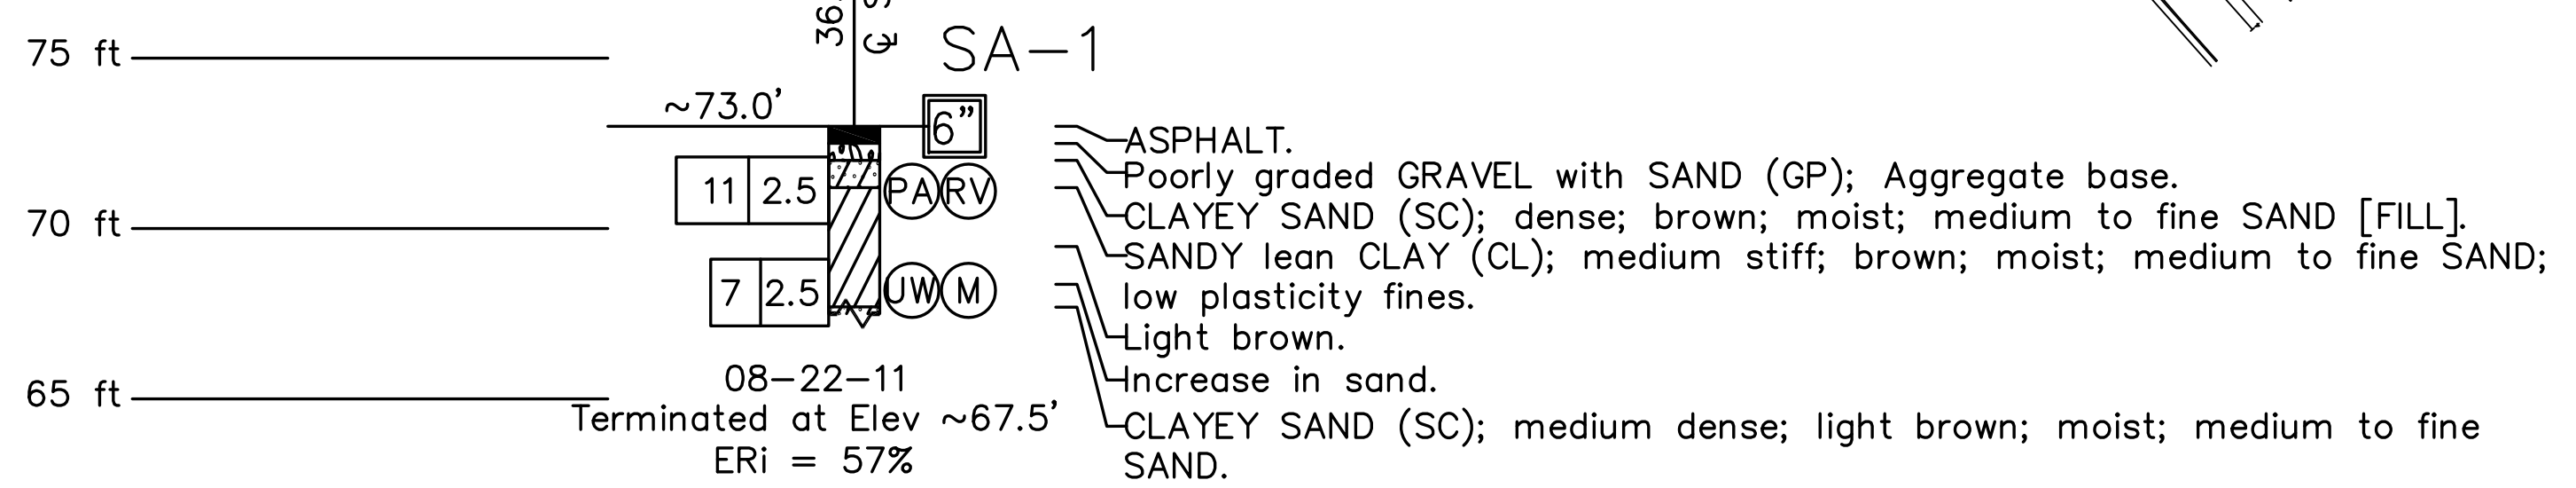 36.
℄ S
SA-1
75 ft
~73.0'
6"
ASPHALT.
Poorly graded GRAVEL with SAND (GP); Aggregate base.
11 2.5 PA RV
CLAYEY SAND (SC); dense; brown; moist; medium to fine SAND [FILL].
70 ft
SANDY lean CLAY (CL); medium stiff; brown; moist; medium to fine SAND;
low plasticity fines.
7 2.5 UW M
Light brown.
Increase in sand.
65 ft
08-22-11
Terminated at Elev ~67.5'
ERi = 57%
CLAYEY SAND (SC); medium dense; light brown; moist; medium to fine
SAND.